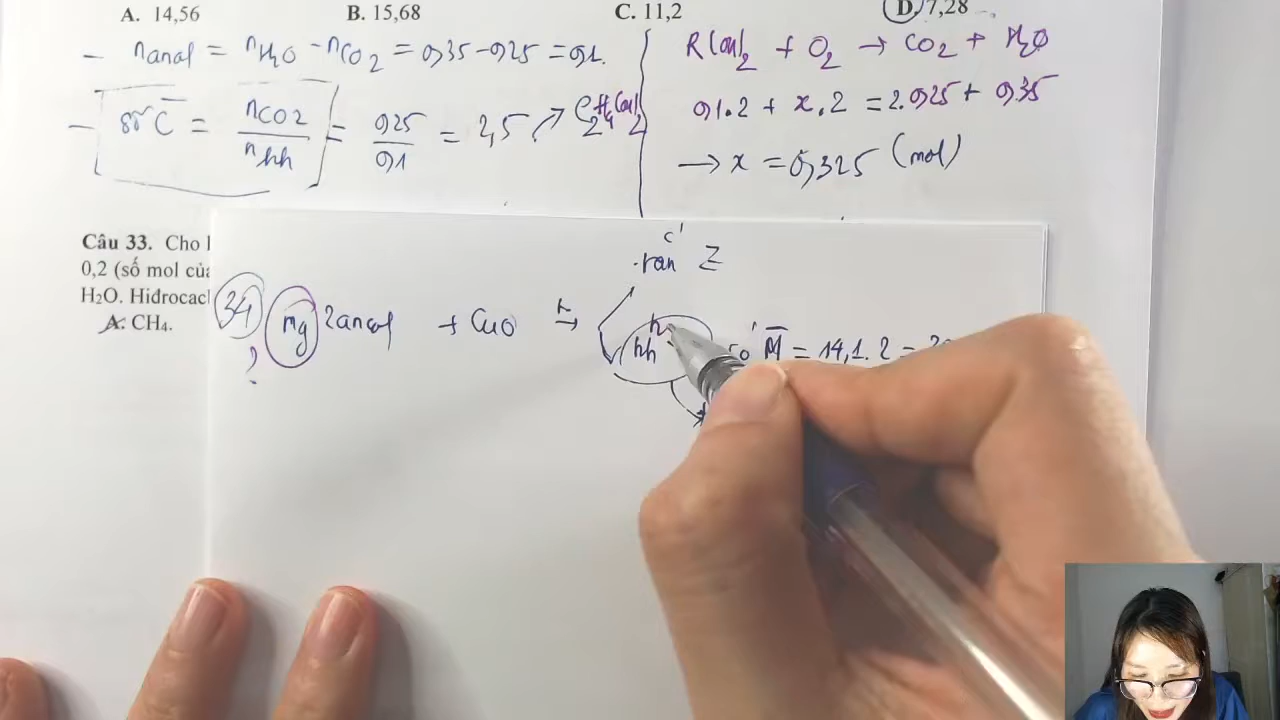 A. 14,56 B. 15,68 C. 11,2 D. 7,28
- nancol = nH₂O - nCO₂ = 0,35 - 0,25 = 0,1.
- số C̅ = nCO2 / nhh = 0,25 / 0,1 = 2,5 → C₂H₄(OH)₂
R(OH)₂ + O₂ → CO₂ + H₂O
0,1.2 + x.2 = 2.0,25 + 0,35
→ x = 0,325 (mol)
Câu 33. Cho
0,2 (số mol của
H₂O. Hiđrocac
A. CH₄.
34 mg 2ancol + CuO →
?
c'
rắn Z
h
hh
M̅ = 14,1. 2 =